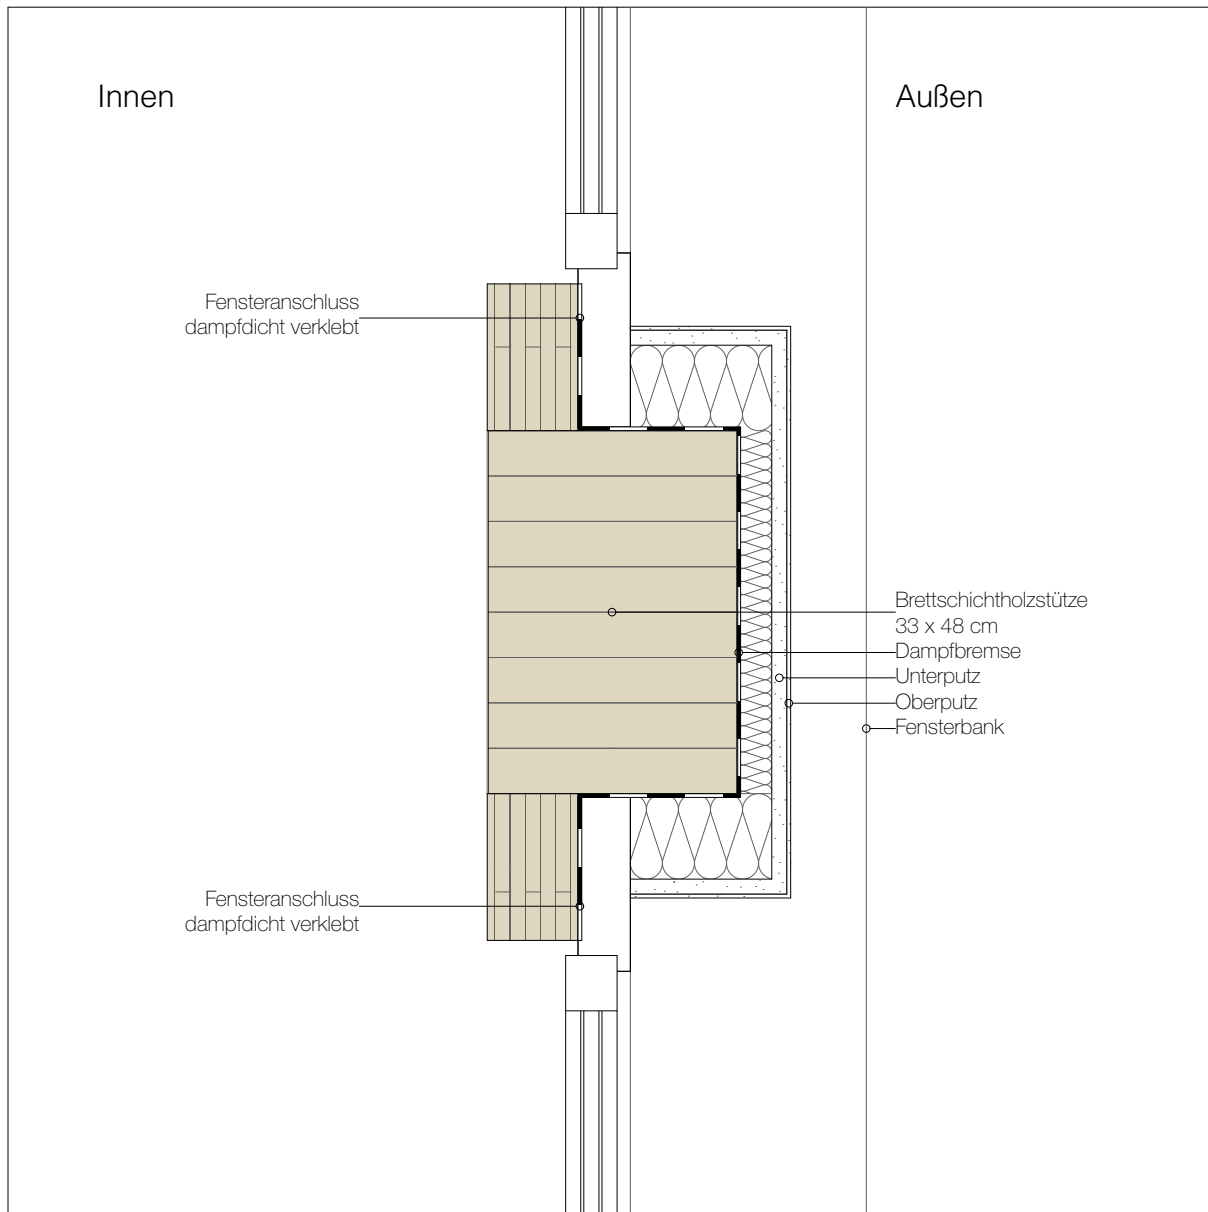 Innen
Außen
Fensteranschluss
dampfdicht verklebt
Brettschichtholzstütze
33 x 48 cm
Dampfbremse
Unterputz
Oberputz
Fensterbank
Fensteranschluss
dampfdicht verklebt